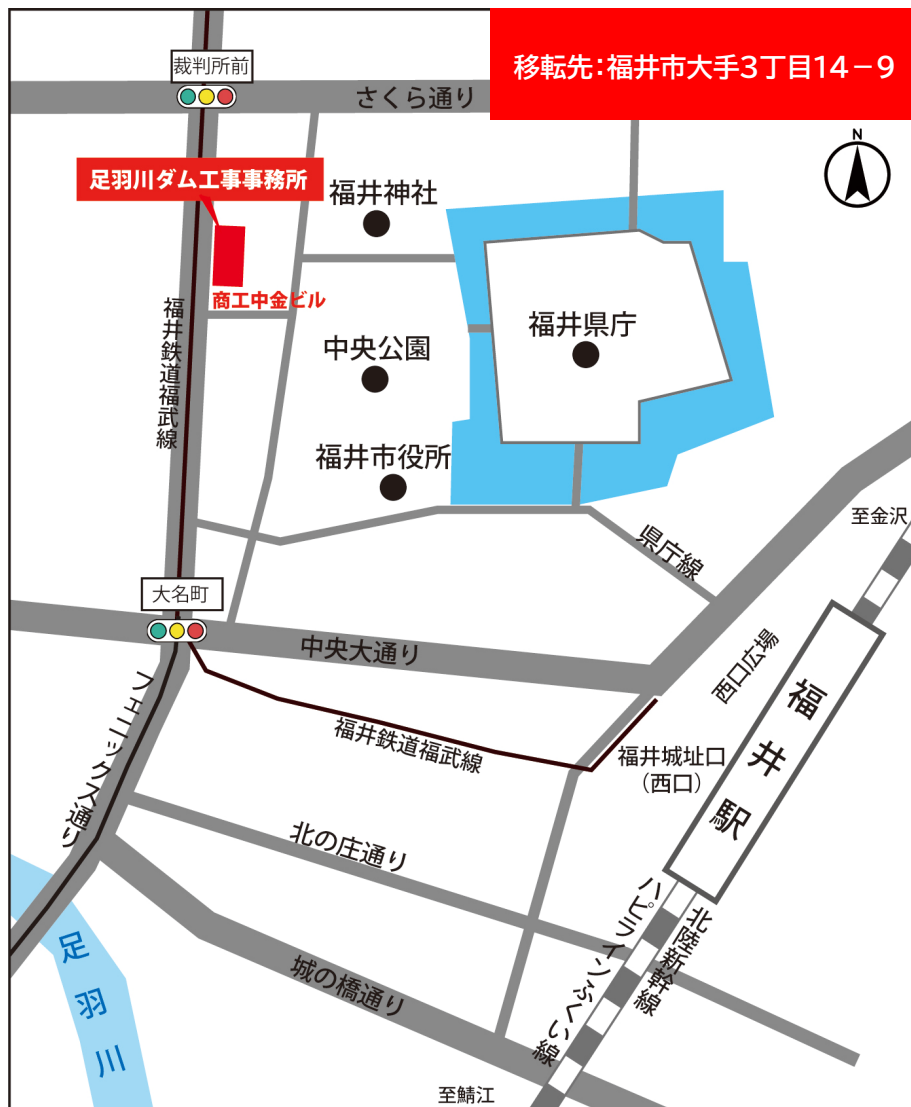 移転先:福井市大手3丁目14－9
裁判所前
さくら通り
N
足羽川ダム工事事務所
商工中金ビル
福井神社
福井鉄道福武線
中央公園
福井県庁
福井市役所
至金沢
県庁線
大名町
中央大通り
西口広場
福井駅
フェニックス通り
福井鉄道福武線
福井城址口
（西口）
北の庄通り
ハピラインふくい線
北陸新幹線
足羽川
城の橋通り
至鯖江